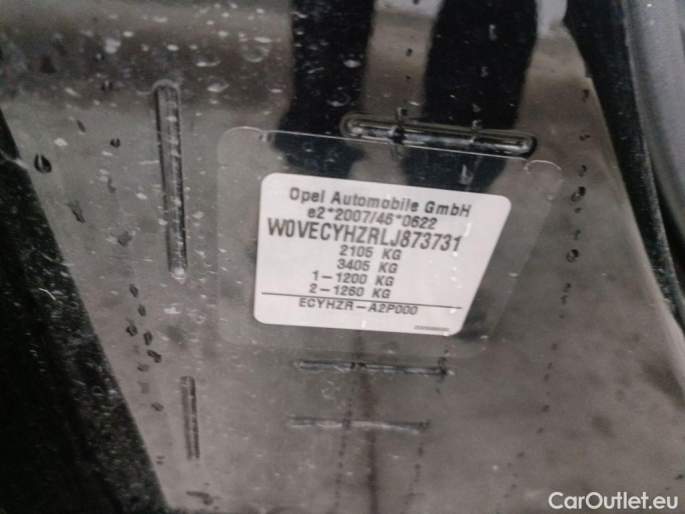 Opel Automobile GmbH
e2*2007/46*0622
W0VECYHZRLJ873731
2105 KG
3405 KG
1-1200 KG
2-1260 KG
ECYHZR-A2P000
CarOutlet.eu